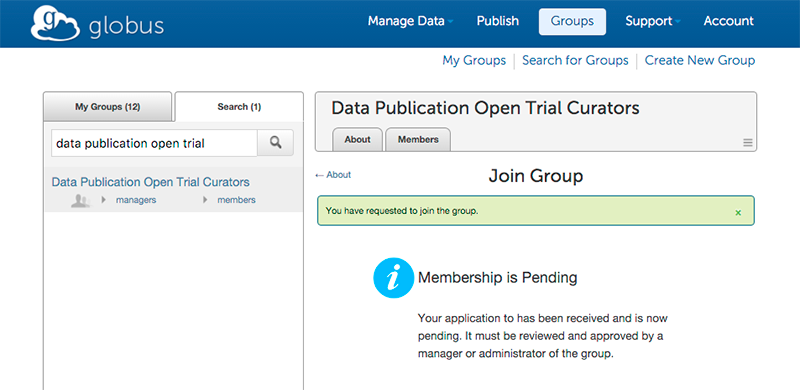 globus
Manage Data Publish Groups Support Account
My Groups Search for Groups Create New Group
My Groups (12) Search (1)
data publication open trial
Data Publication Open Trial Curators
managers members
Data Publication Open Trial Curators
About Members
← About
Join Group
You have requested to join the group. x
Membership is Pending
Your application to has been received and is now
pending. It must be reviewed and approved by a
manager or administrator of the group.